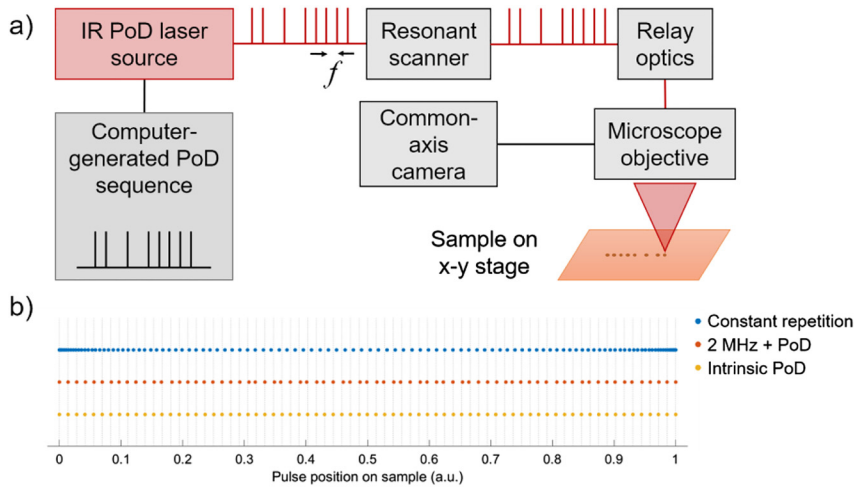 a)
IR PoD laser
source
Resonant
scanner
Relay
optics
f
Computer-
generated PoD
sequence
Common-
axis
camera
Microscope
objective
Sample on
x-y stage
b)
Constant repetition
2 MHz + PoD
Intrinsic PoD
0 0.1 0.2 0.3 0.4 0.5 0.6 0.7 0.8 0.9 1
Pulse position on sample (a.u.)